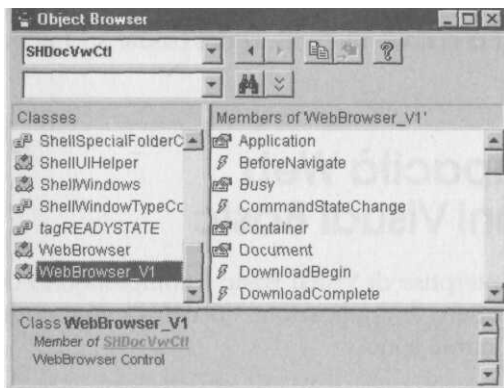 Object Browser
SHDocVwCtl
Classes
ShellSpecialFolderC
ShellUIHelper
ShellWindows
ShellWindowTypeCc
tagREADYSTATE
WebBrowser
WebBrowser_V1
Members of 'WebBrowser_V1'
Application
BeforeNavigate
Busy
CommandStateChange
Container
Document
DownloadBegin
DownloadComplete
Class WebBrowser_V1
Member of SHDocVwCtl
WebBrowser Control